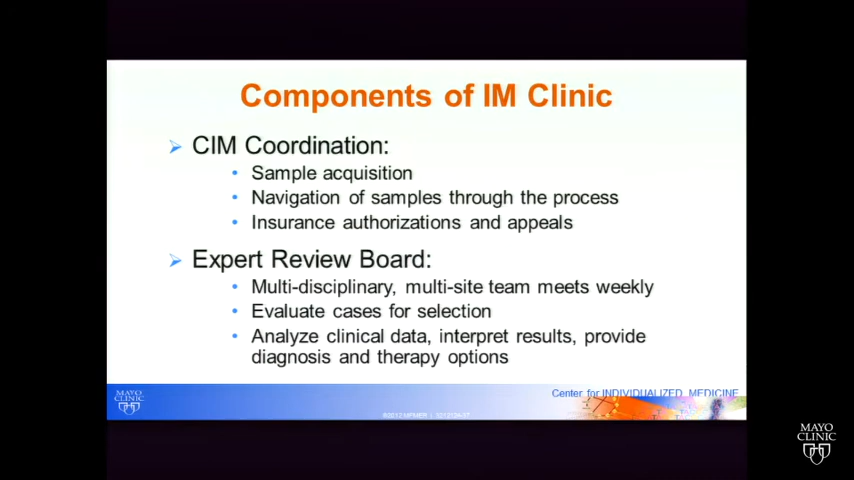 Components of IM Clinic
CIM Coordination:
Sample acquisition
Navigation of samples through the process
Insurance authorizations and appeals
Expert Review Board:
Multi-disciplinary, multi-site team meets weekly
Evaluate cases for selection
Analyze clinical data, interpret results, provide
diagnosis and therapy options
MAYO
CLINIC
Center for INDIVIDUALIZED MEDICINE
MAYO
CLINIC